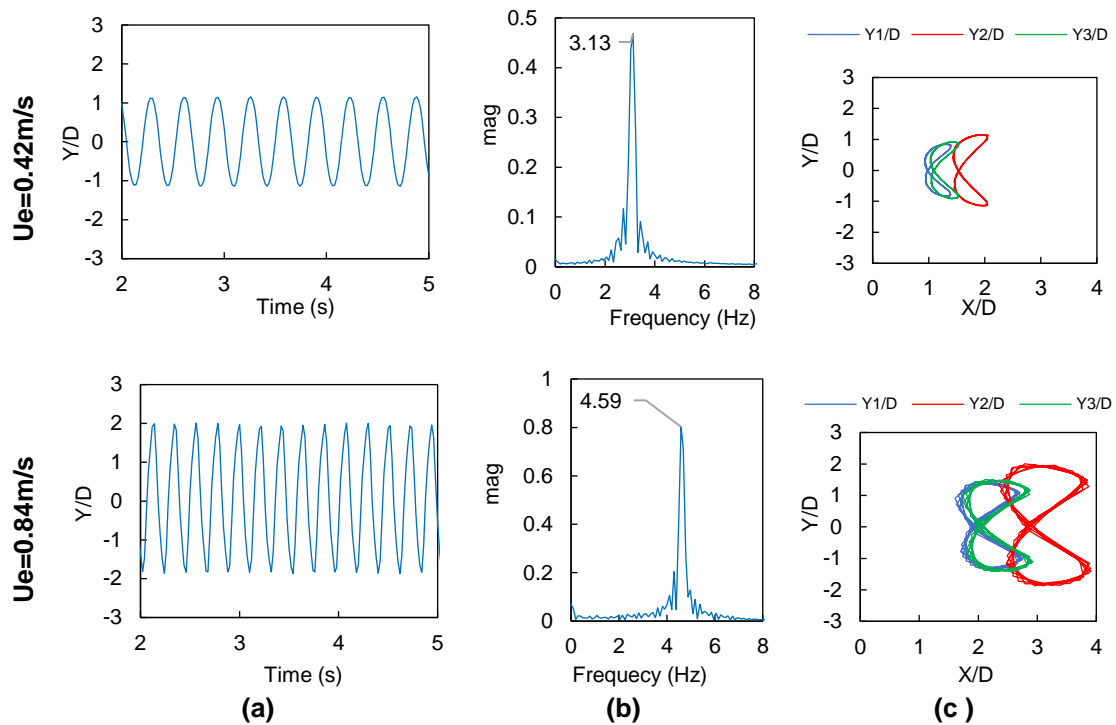 Ue=0.42m/s
Y/D
3
2
1
0
-1
-2
-3
2 3 4 5
Time (s)
mag
0.5
0.4
0.3
0.2
0.1
0
3.13
0 2 4 6 8
Frequency (Hz)
Y1/D Y2/D Y3/D
Y/D
3
2
1
0
-1
-2
-3
0 1 2 3 4
X/D
Ue=0.84m/s
Y/D
3
2
1
0
-1
-2
-3
2 3 4 5
Time (s)
mag
1
0.8
0.6
0.4
0.2
0
4.59
0 2 4 6 8
Frequecy (Hz)
Y1/D Y2/D Y3/D
Y/D
3
2
1
0
-1
-2
-3
0 1 2 3 4
X/D
(a) (b) (c )